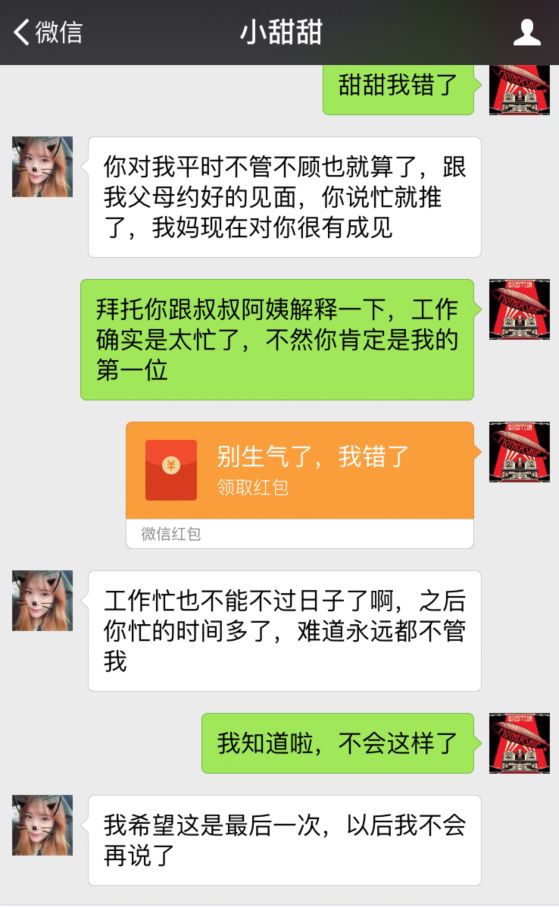 微信
小甜甜
甜甜我错了
你对我平时不管不顾也就算了，跟
我父母约好的见面，你说忙就推
了，我妈现在对你很有成见
拜托你跟叔叔阿姨解释一下，工作
确实是太忙了，不然你肯定是我的
第一位
别生气了，我错了
领取红包
微信红包
工作忙也不能不过日子了啊，之后
你忙的时间多了，难道永远都不管
我
我知道啦，不会这样了
我希望这是最后一次，以后我不会
再说了